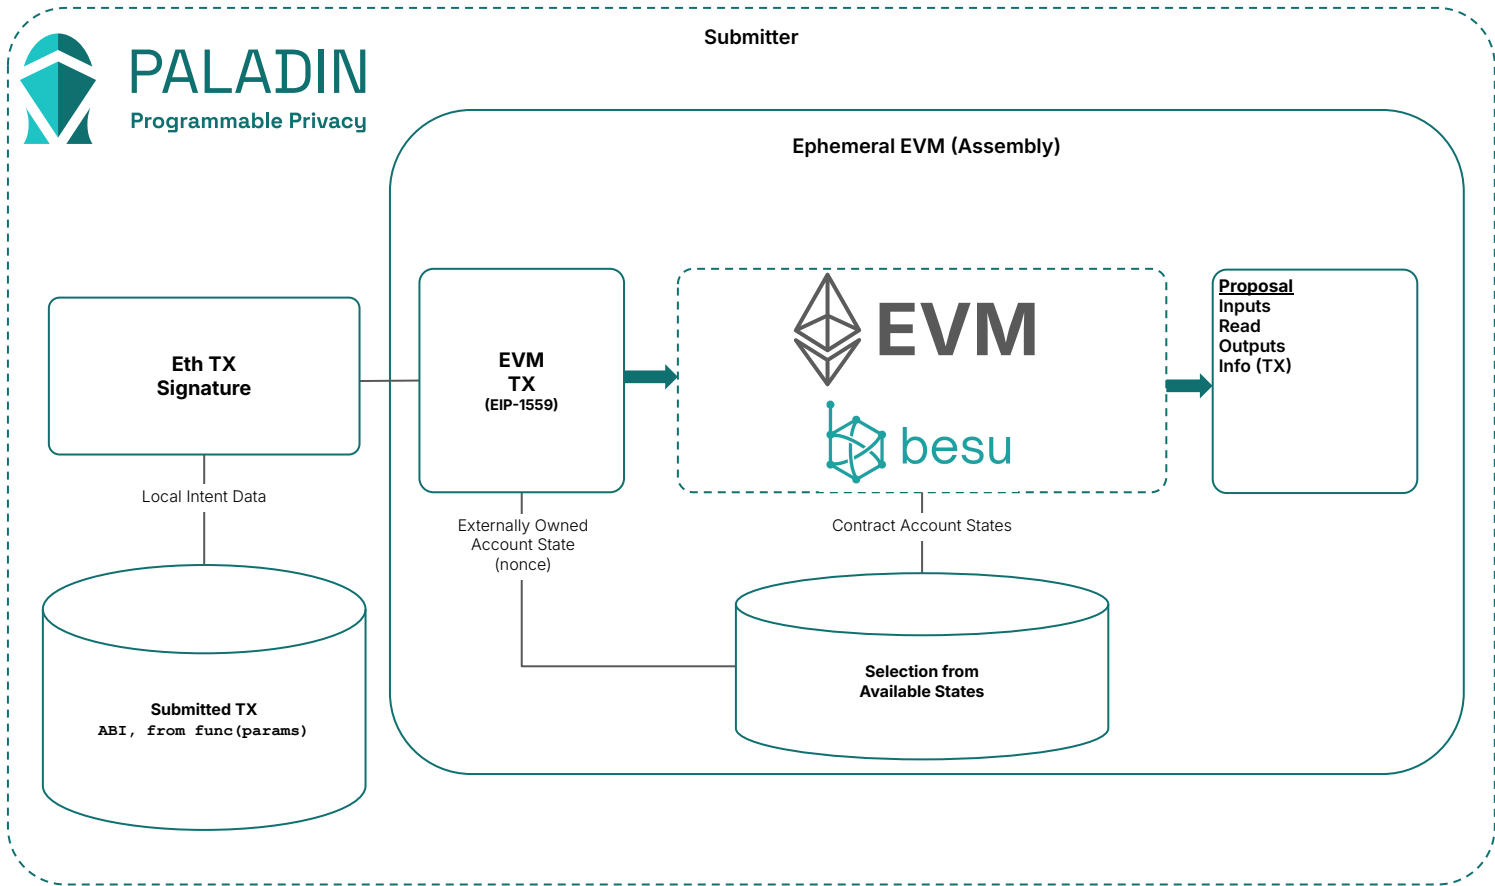 Submitter
PALADIN
Programmable Privacy
Ephemeral EVM (Assembly)
Eth TX
Signature
EVM
TX
(EIP-1559)
EVM
besu
Proposal
Inputs
Read
Outputs
Info (TX)
Local Intent Data
Externally Owned
Account State
(nonce)
Contract Account States
Submitted TX
ABI, from func(params)
Selection from
Available States